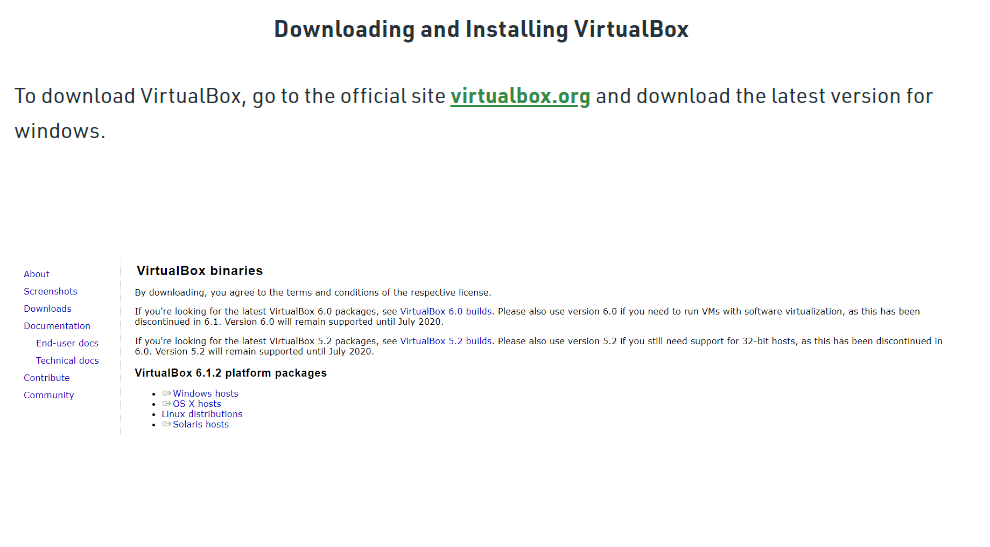 Downloading and Installing VirtualBox
To download VirtualBox, go to the official site virtualbox.org and download the latest version for
windows.
About
Screenshots
Downloads
Documentation
End-user docs
Technical docs
Contribute
Community
VirtualBox binaries
By downloading, you agree to the terms and conditions of the respective license.
If you're looking for the latest VirtualBox 6.0 packages, see VirtualBox 6.0 builds. Please also use version 6.0 if you need to run VMs with software virtualization, as this has been
discontinued in 6.1. Version 6.0 will remain supported until July 2020.
If you're looking for the latest VirtualBox 5.2 packages, see VirtualBox 5.2 builds. Please also use version 5.2 if you still need support for 32-bit hosts, as this has been discontinued in
6.0. Version 5.2 will remain supported until July 2020.
VirtualBox 6.1.2 platform packages
Windows hosts
OS X hosts
Linux distributions
Solaris hosts